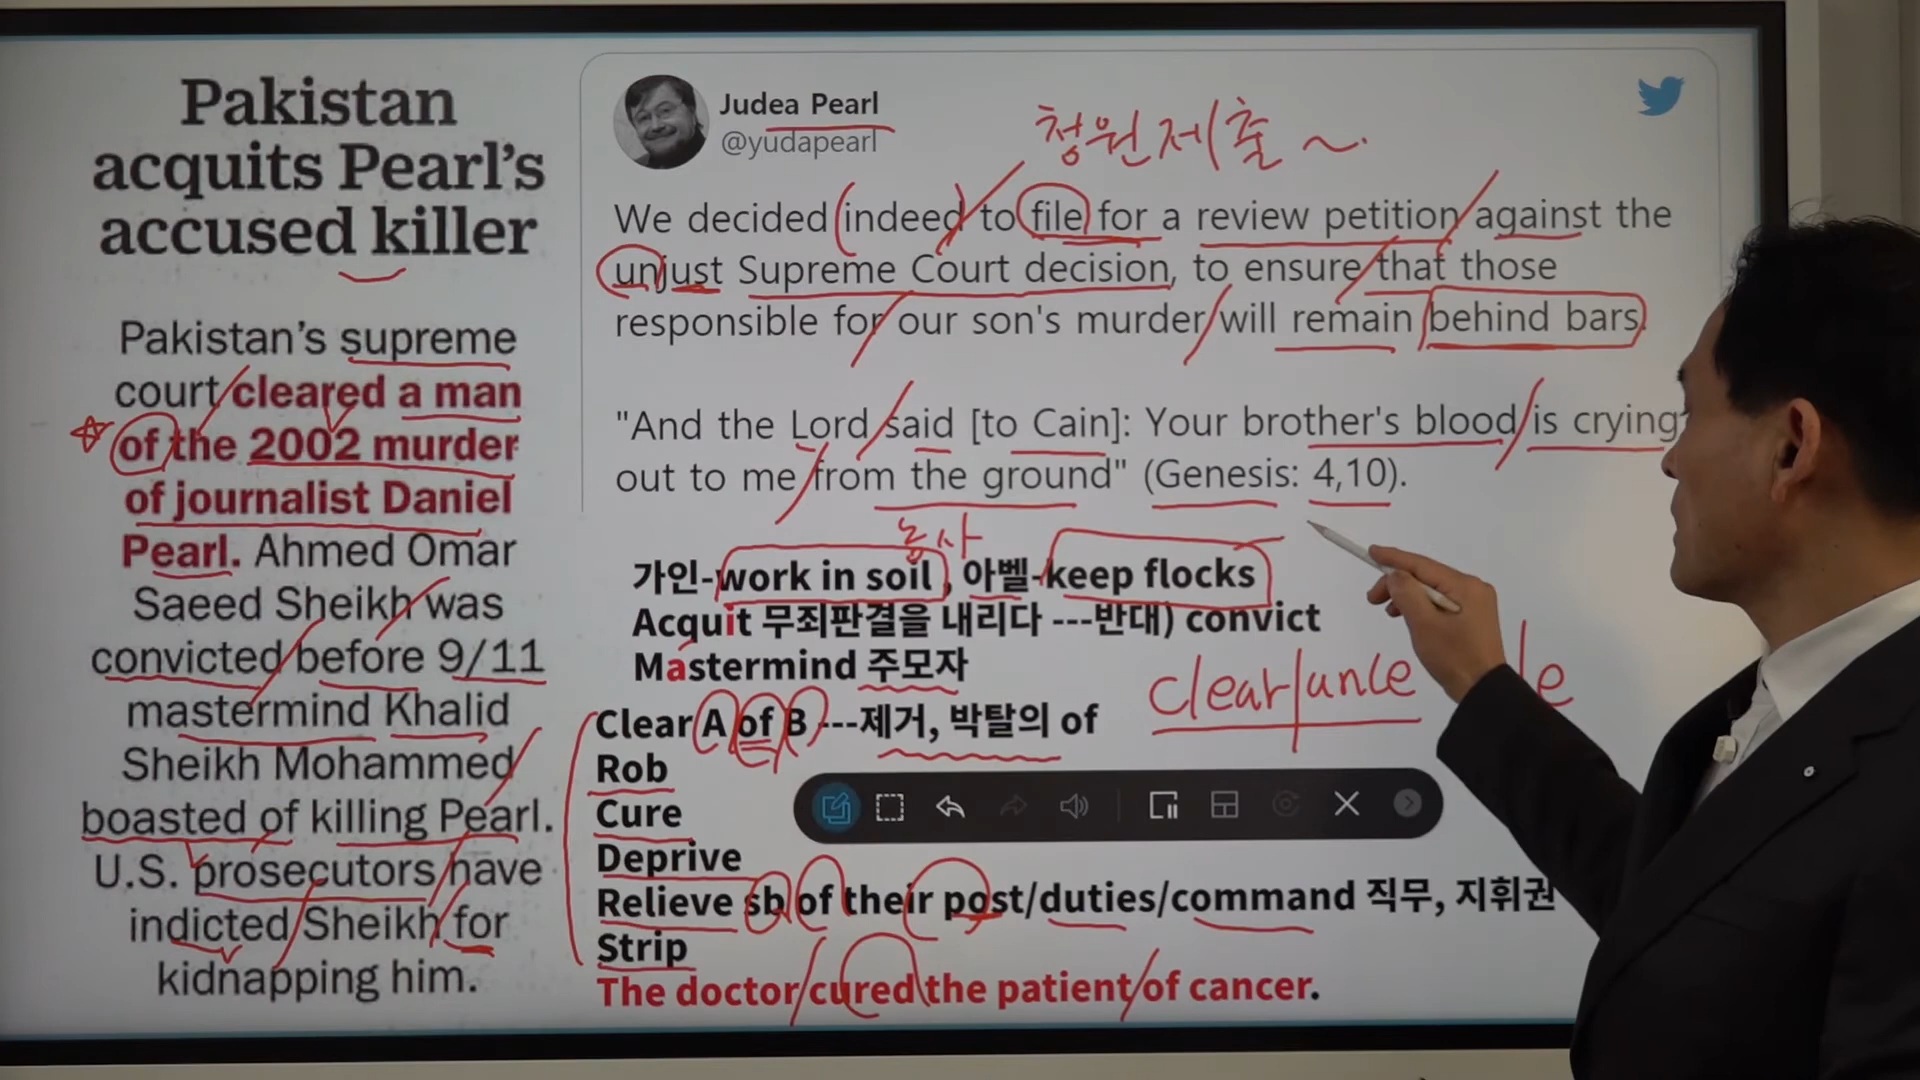 Pakistan
acquits Pearl's
accused killer
Pakistan's supreme
court cleared a man
of the 2002 murder
of journalist Daniel
Pearl. Ahmed Omar
Saeed Sheikh was
convicted before 9/11
mastermind Khalid
Sheikh Mohammed
boasted of killing Pearl.
U.S. prosecutors have
indicted Sheikh for
kidnapping him.
Judea Pearl
@yudapearl
청원제출~
We decided indeed to file for a review petition against the
unjust Supreme Court decision, to ensure that those
responsible for our son's murder will remain behind bars.
"And the Lord said [to Cain]: Your brother's blood is crying
out to me from the ground" (Genesis: 4,10).
농사
가인-work in soil , 아벨-keep flocks
Acquit 무죄판결을 내리다 ---반대) convict
Mastermind 주모자
Clear A of B ---제거, 박탈의 of
clear/ance
Rob
Cure
Deprive
Relieve sb of their post/duties/command 직무, 지휘권
Strip
The doctor cured the patient of cancer.